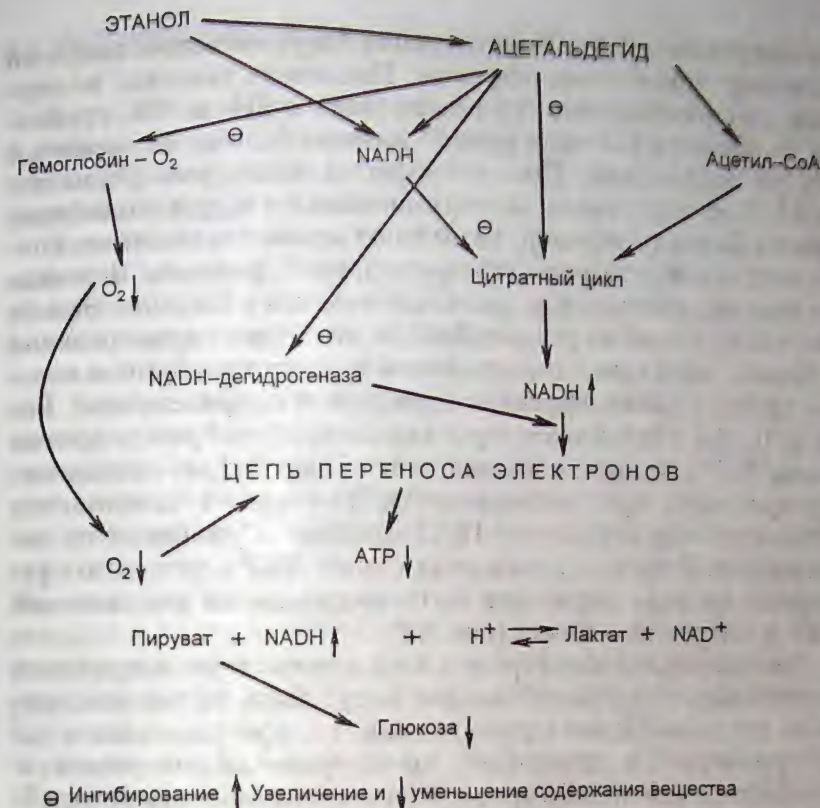 ЭТАНОЛ
АЦЕТАЛЬДЕГИД
⊖
⊖
Гемоглобин – O₂
NADH
Ацетил–CoA
⊖
O₂↓
Цитратный цикл
⊖
NADH–дегидрогеназа
NADH↑
ЦЕПЬ ПЕРЕНОСА ЭЛЕКТРОНОВ
O₂↓
ATP↓
Пируват + NADH↑ + H⁺ ⇄ Лактат + NAD⁺
Глюкоза↓
⊖ Ингибирование ↑ Увеличение и ↓ уменьшение содержания вещества